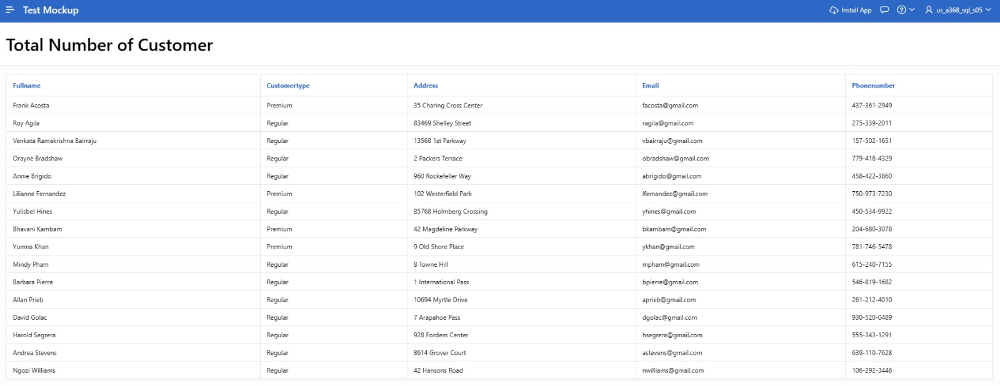 Test Mockup Install App us_a368_sql_s05
Total Number of Customer
Fullname Customertype Address Email Phonenumber
Frank Acosta Premium 35 Charing Cross Center facosta@gmail.com 437-361-2949
Roy Agila Regular 83469 Shelley Street ragila@gmail.com 275-339-2011
Venkata Ramakrishna Bairraju Regular 13568 1st Parkway vbairraju@gmail.com 157-502-1651
Orayne Bradshaw Regular 2 Packers Terrace obradshaw@gmail.com 779-418-4329
Annie Brigido Regular 960 Rockefeller Way abrigido@gmail.com 458-422-3860
Lilianne Fernandez Premium 102 Westerfield Park lfernandez@gmail.com 750-973-7230
Yulisbel Hines Regular 85768 Holmberg Crossing yhines@gmail.com 450-534-9922
Bhavani Kambam Premium 42 Magdeline Parkway bkambam@gmail.com 204-680-3078
Yumna Khan Premium 9 Old Shore Place ykhan@gmail.com 781-746-5478
Mindy Pham Regular 8 Towne Hill mpham@gmail.com 615-240-7155
Barbara Pierre Regular 1 International Pass bpierre@gmail.com 546-819-1682
Allan Prieb Regular 10694 Myrtle Drive aprieb@gmail.com 261-212-4010
David Golac Regular 7 Arapahoe Pass dgolac@gmail.com 930-520-0489
Harold Segrera Regular 928 Fordem Center hsegrera@gmail.com 555-343-1291
Andrea Stevens Regular 8614 Grover Court astevens@gmail.com 639-110-7628
Ngozi Williams Regular 42 Hansons Road nwilliams@gmail.com 106-292-3446